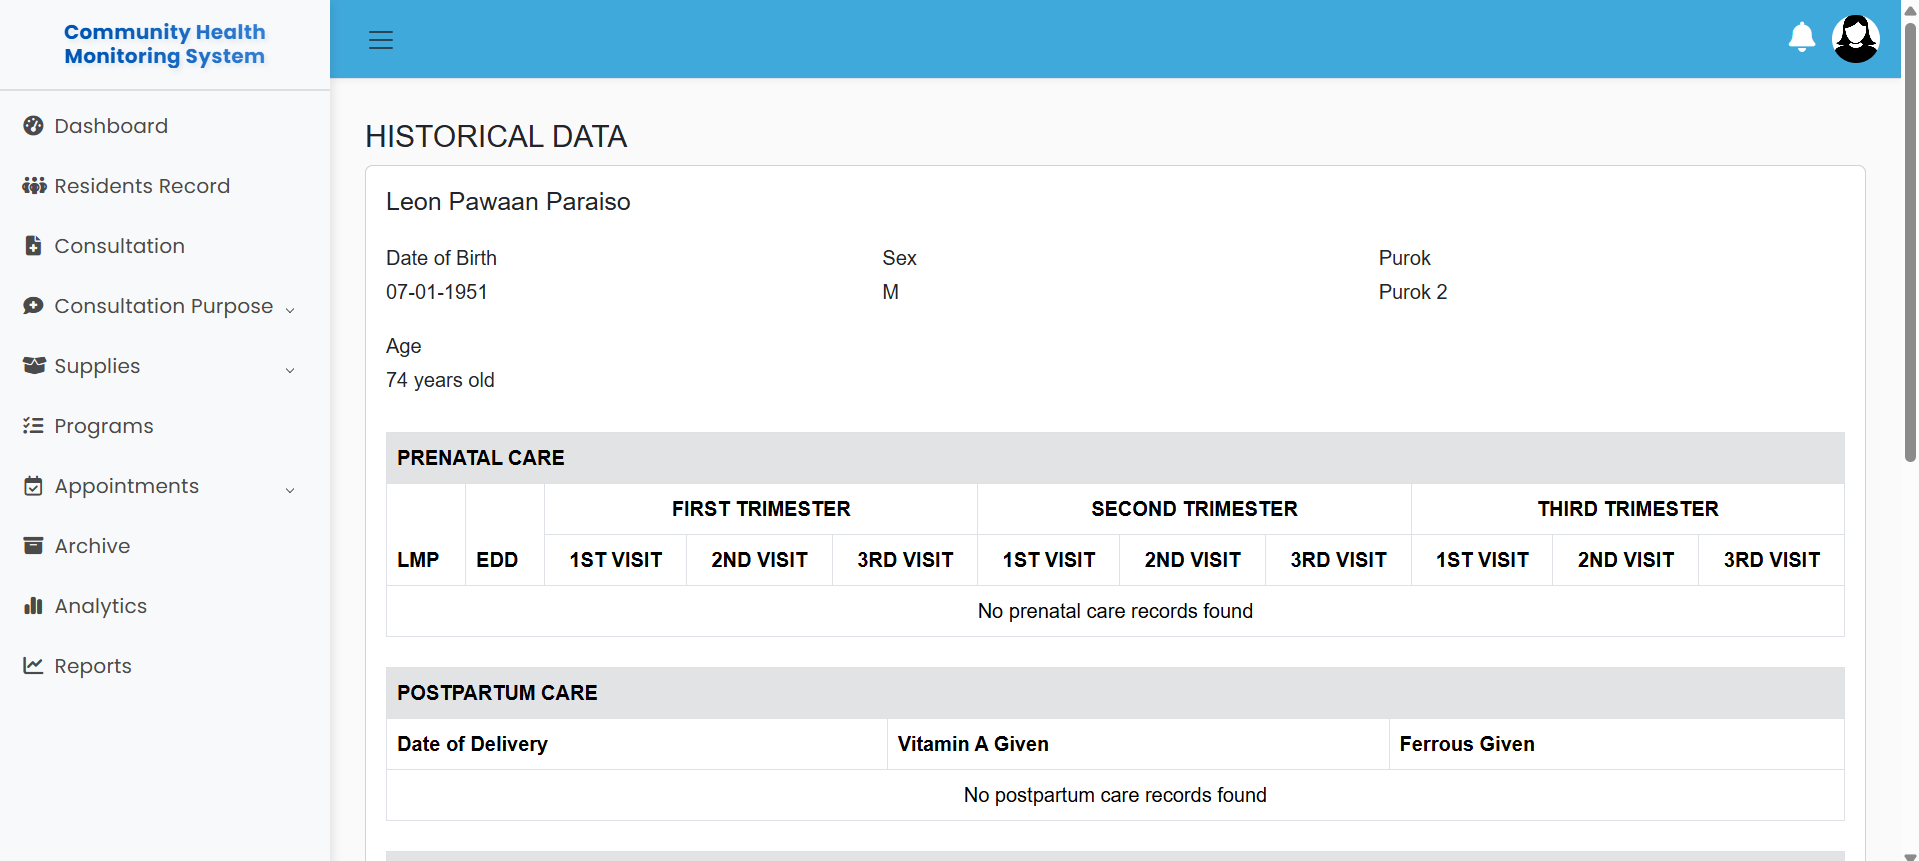 Community Health
Monitoring System
Dashboard
Residents Record
Consultation
Consultation Purpose
Supplies
Programs
Appointments
Archive
Analytics
Reports
HISTORICAL DATA
Leon Pawaan Paraiso
Date of Birth Sex Purok
07-01-1951 M Purok 2
Age
74 years old
PRENATAL CARE
FIRST TRIMESTER SECOND TRIMESTER THIRD TRIMESTER
LMP EDD 1ST VISIT 2ND VISIT 3RD VISIT 1ST VISIT 2ND VISIT 3RD VISIT 1ST VISIT 2ND VISIT 3RD VISIT
No prenatal care records found
POSTPARTUM CARE
Date of Delivery Vitamin A Given Ferrous Given
No postpartum care records found